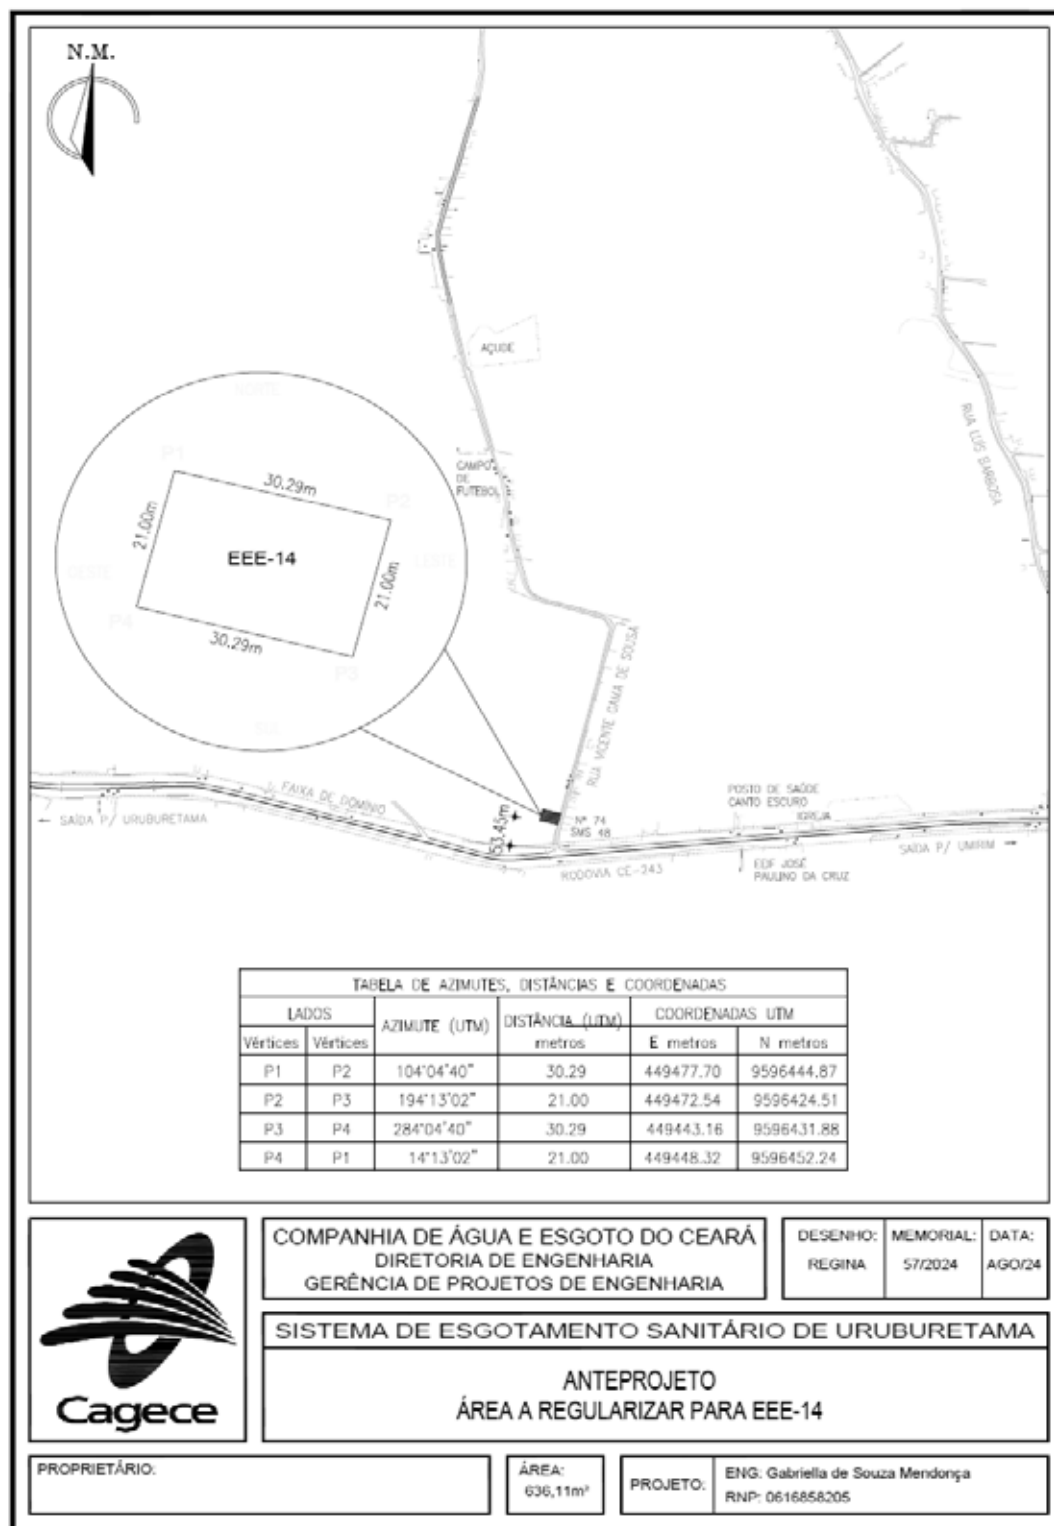 N.M.
AÇUDE
RUA LUÍS BARBOSA
NORTE
P1
30.29m
P2
CAMPO
DE
FUTEBOL
21.00m
EEE-14
OESTE
LESTE
21.00m
P4
30.29m
P3
SUL
RUA VICENTE GAMA DE SOUSA
FAIXA DE DOMÍNIO
← SAÍDA P/ URUBURETAMA
53.43m
Nº 74
SMS 48
POSTO DE SAÚDE
CANTO ESCURO
IGREJA
SAÍDA P/ UMIRIM →
RODOVIA CE-243
EDF JOSÉ
PAULINO DA CRUZ
TABELA DE AZIMUTES, DISTÂNCIAS E COORDENADAS
LADOS AZIMUTE (UTM) DISTÂNCIA (UTM) COORDENADAS UTM
Vértices Vértices metros E metros N metros
P1 P2 104°04'40" 30.29 449477.70 9596444.87
P2 P3 194°13'02" 21.00 449472.54 9596424.51
P3 P4 284°04'40" 30.29 449443.16 9596431.88
P4 P1 14°13'02" 21.00 449448.32 9596452.24
Cagece
COMPANHIA DE ÁGUA E ESGOTO DO CEARÁ
DIRETORIA DE ENGENHARIA
GERÊNCIA DE PROJETOS DE ENGENHARIA
DESENHO: MEMORIAL: DATA:
REGINA 57/2024 AGO/24
SISTEMA DE ESGOTAMENTO SANITÁRIO DE URUBURETAMA
ANTEPROJETO
ÁREA A REGULARIZAR PARA EEE-14
PROPRIETÁRIO:
ÁREA:
636,11m²
PROJETO:
ENG: Gabriella de Souza Mendonça
RNP: 0616858205